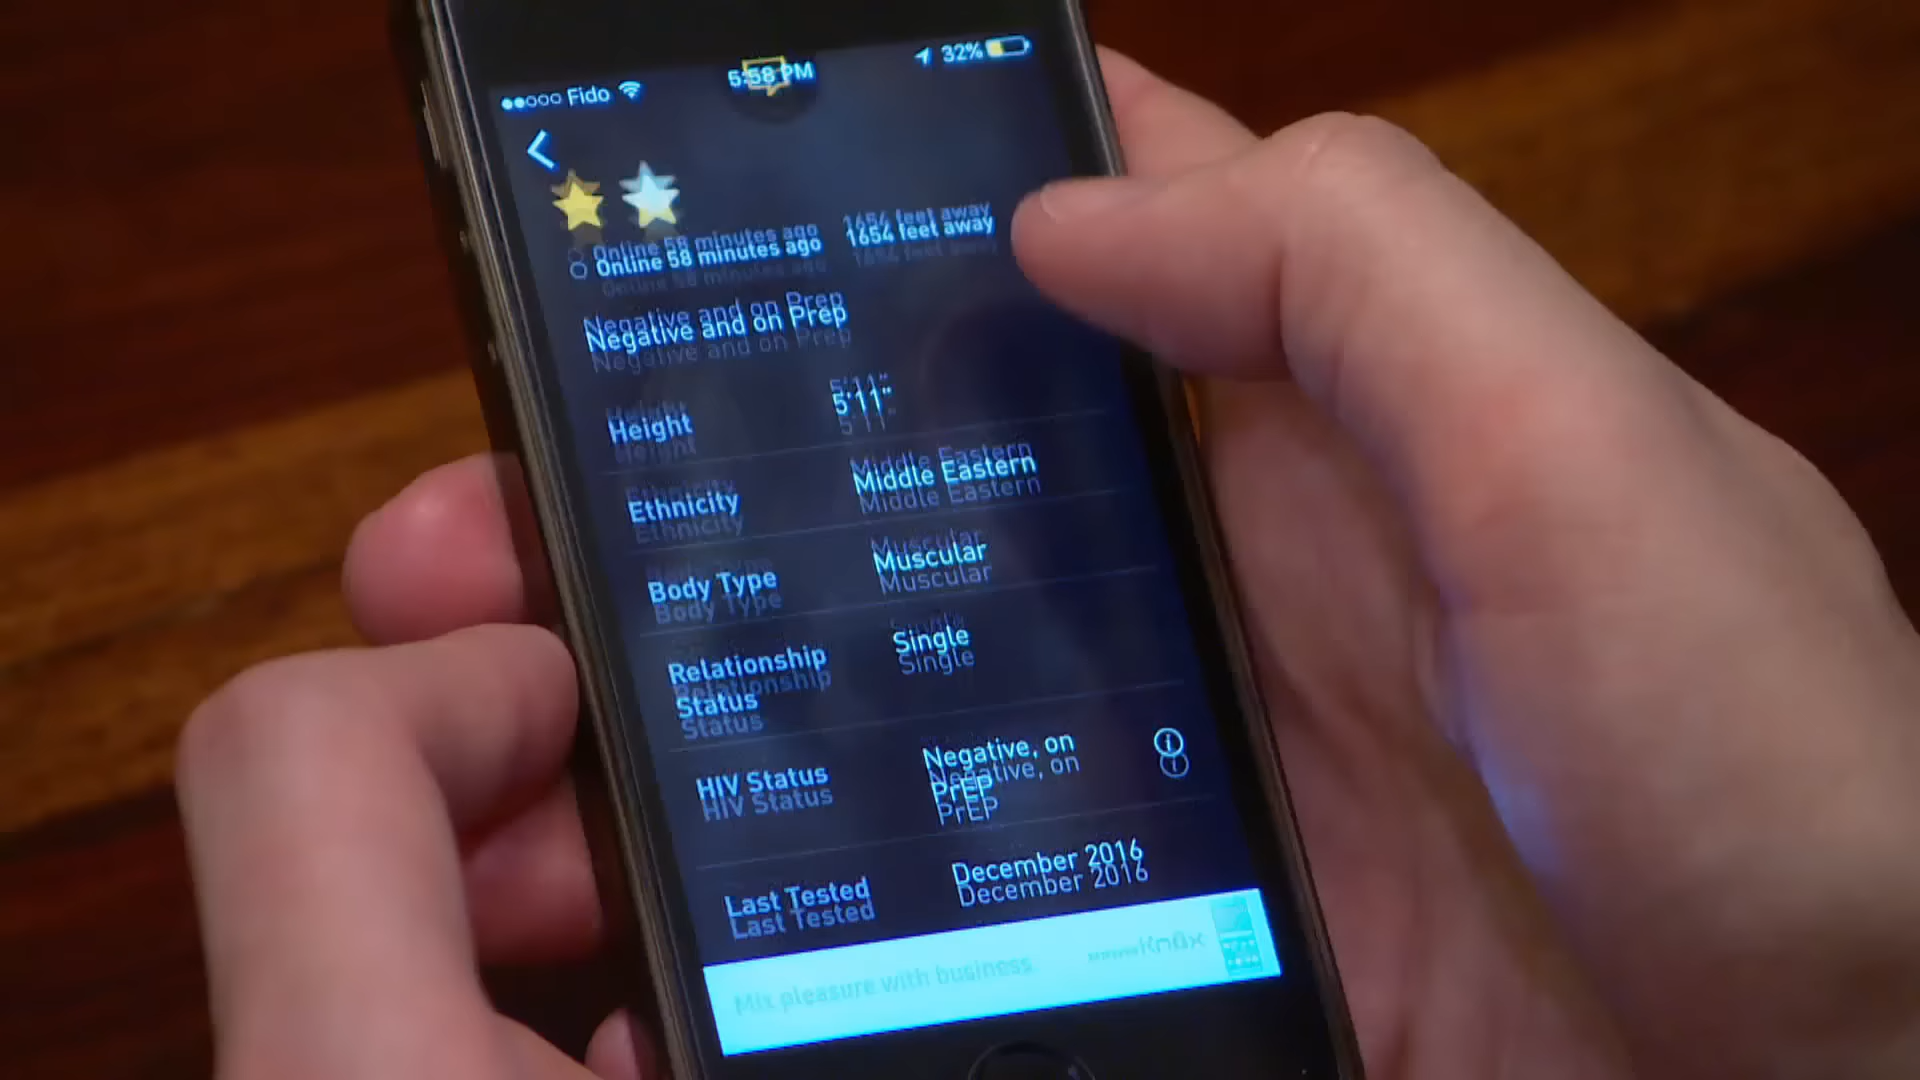 Fido 5:58 PM 32%
Online 58 minutes ago 1654 feet away
Negative and on Prep
Height 5'11"
Ethnicity Middle Eastern
Body Type Muscular
Relationship Status Single
HIV Status Negative, on PrEP
Last Tested December 2016
Mix pleasure with business